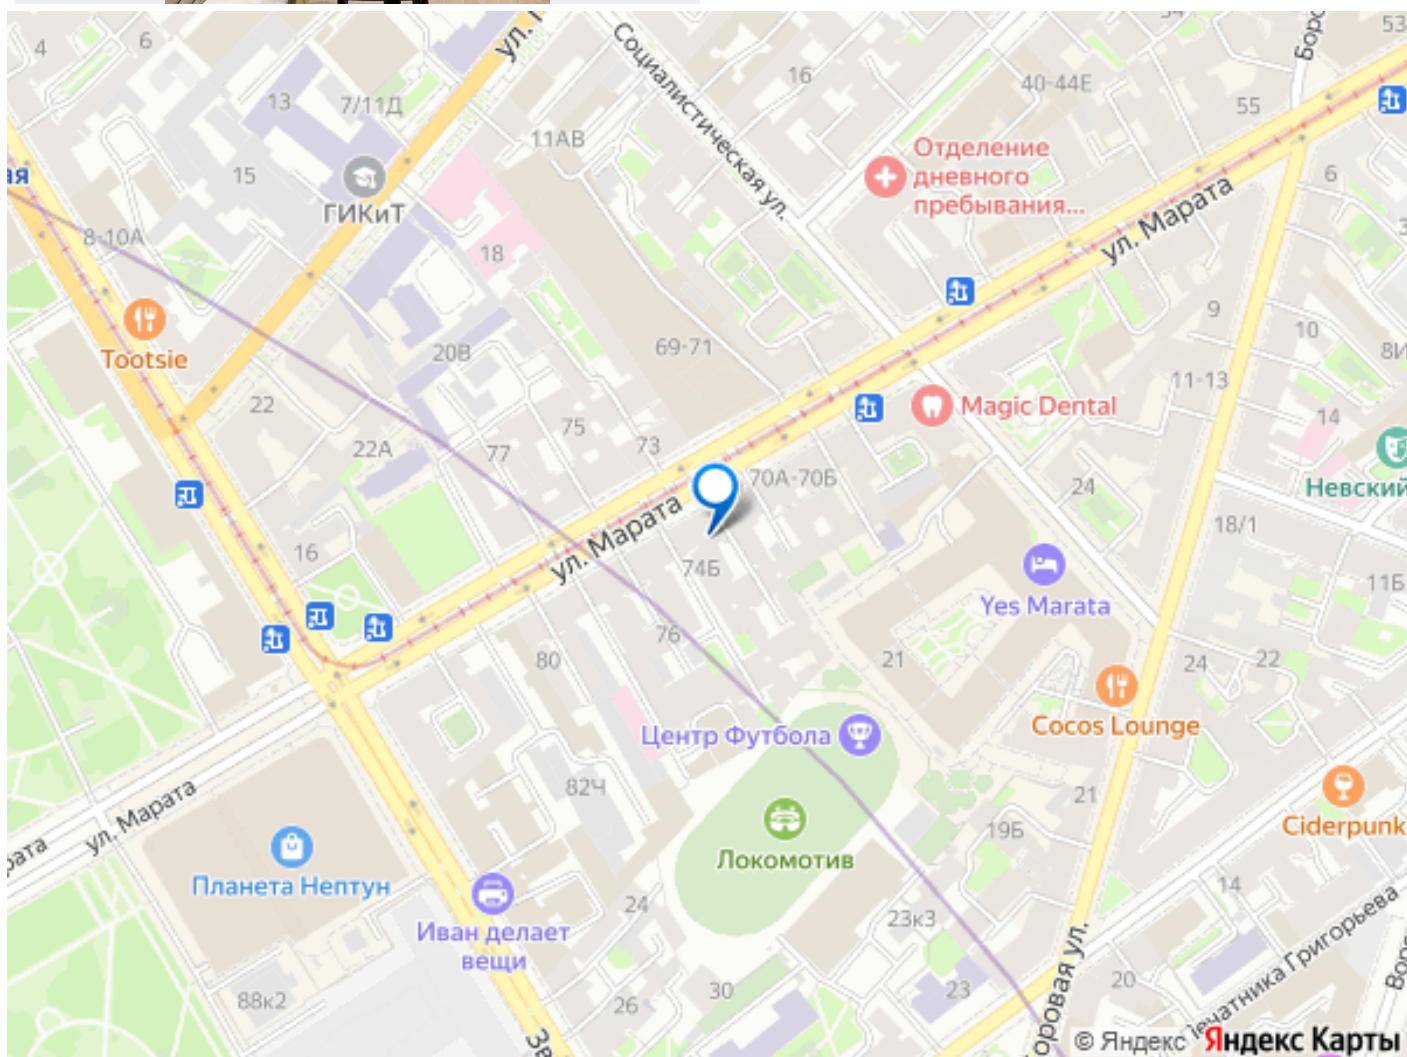 4
6
ул.
13
7/11Д
15
ГИКиТ
11АВ
Социалистическая ул.
16
40-44Е
53
55
Отделение
дневного
пребывания...
6
ая
8-10А
18
ул. Марата
Tootsie
20В
69-71
9
10
11-13
22
22А
77
75
73
Magic Dental
14
Невский
70А-70Б
24
18/1
ул. Марата
16
74Б
Yes Marata
11Б
76
80
21
24
22
Cocos Lounge
Центр Футбола
82Ч
ул. Марата
Планета Нептун
Локомотив
21
19Б
Ciderpunk
14
Иван делает
вещи
24
23к3
88к2
26
30
23
20
© Яндекс
Яндекс Карты